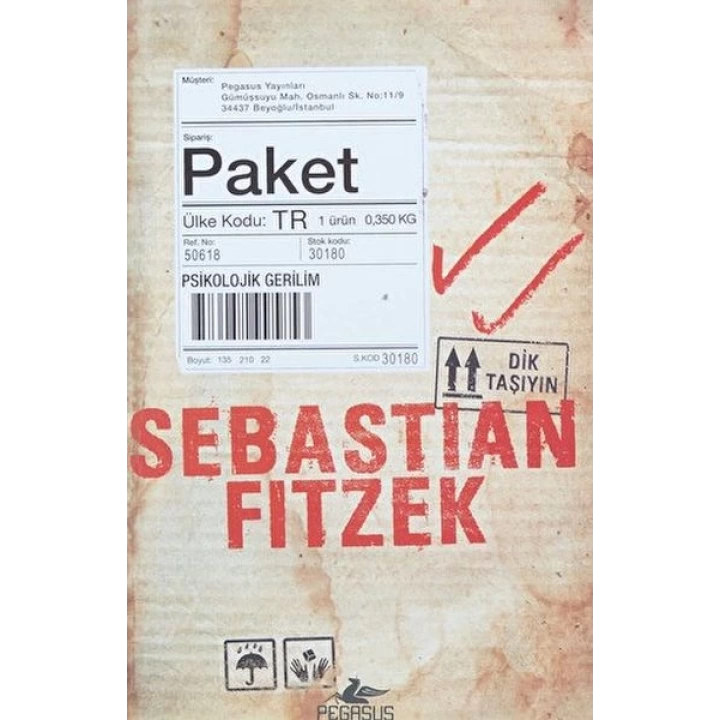 Müşteri:
Pegasus Yayınları
Gümüşsuyu Mah. Osmanlı Sk. No:11/9
34437 Beyoğlu/İstanbul
Sipariş:
Paket
Ülke Kodu: TR 1 ürün 0,350 KG
Ref. No: Stok kodu:
50618 30180
PSİKOLOJİK GERİLİM
Boyut: 135 210 22 S.KOD 30180
DİK
TAŞIYIN
SEBASTIAN
FITZEK
PEGASUS